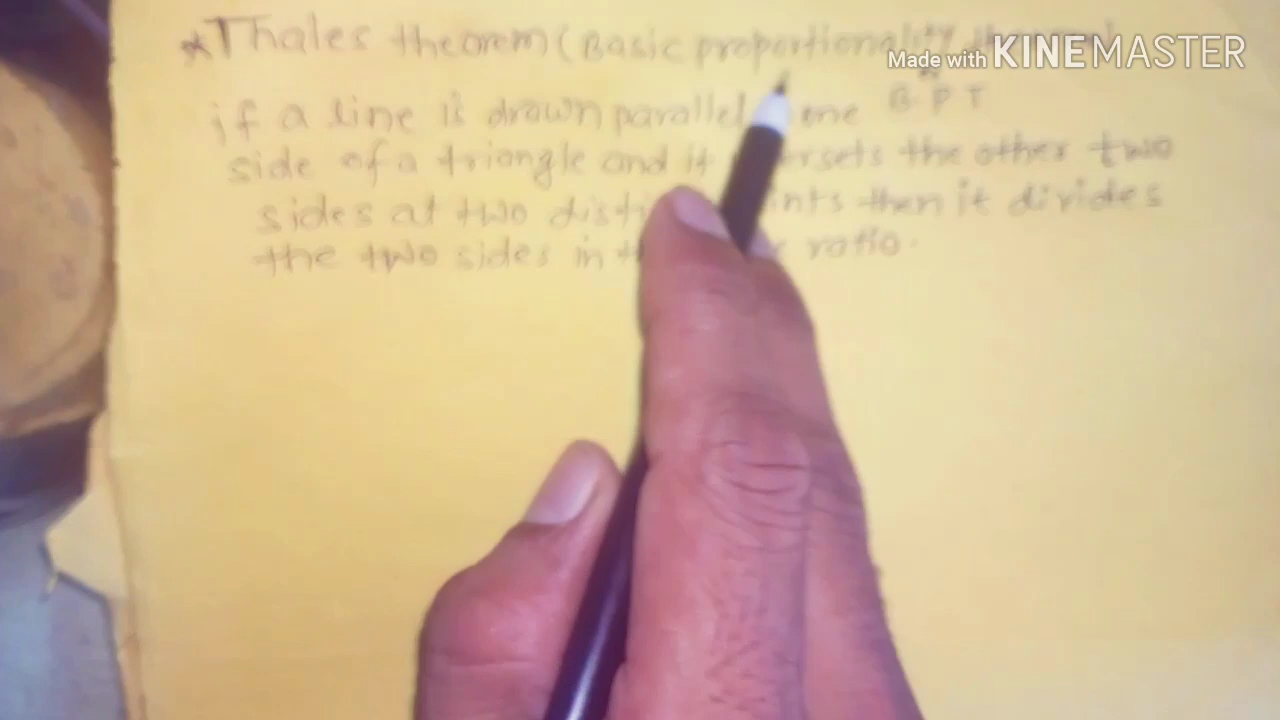 *Thales theorem (Basic proportionality
Made with KINEMASTER
B.P T
if a line is drawn parallel one
side of a triangle and it ersets the other two
sides at two disti ints then it divides
the two sides in t ratio.